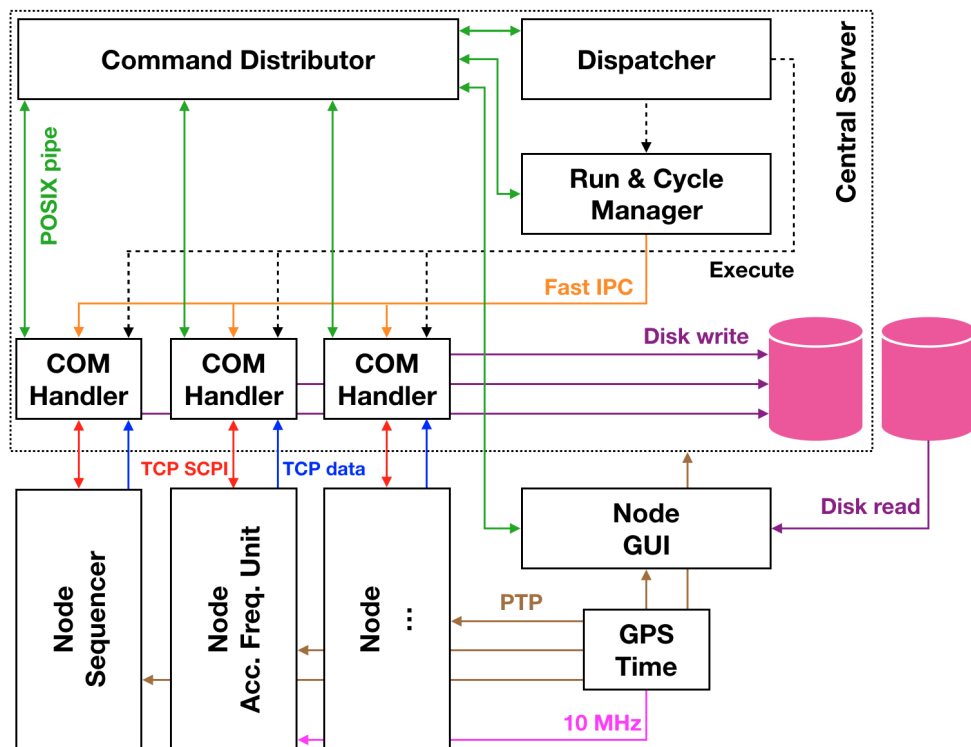 Command Distributor
Dispatcher
Central Server
POSIX pipe
Run & Cycle
Manager
Execute
Fast IPC
COM
Handler
COM
Handler
COM
Handler
Disk write
TCP SCPI
TCP data
Node
Sequencer
Node
Acc. Freq. Unit
Node
...
Node
GUI
Disk read
PTP
GPS
Time
10 MHz